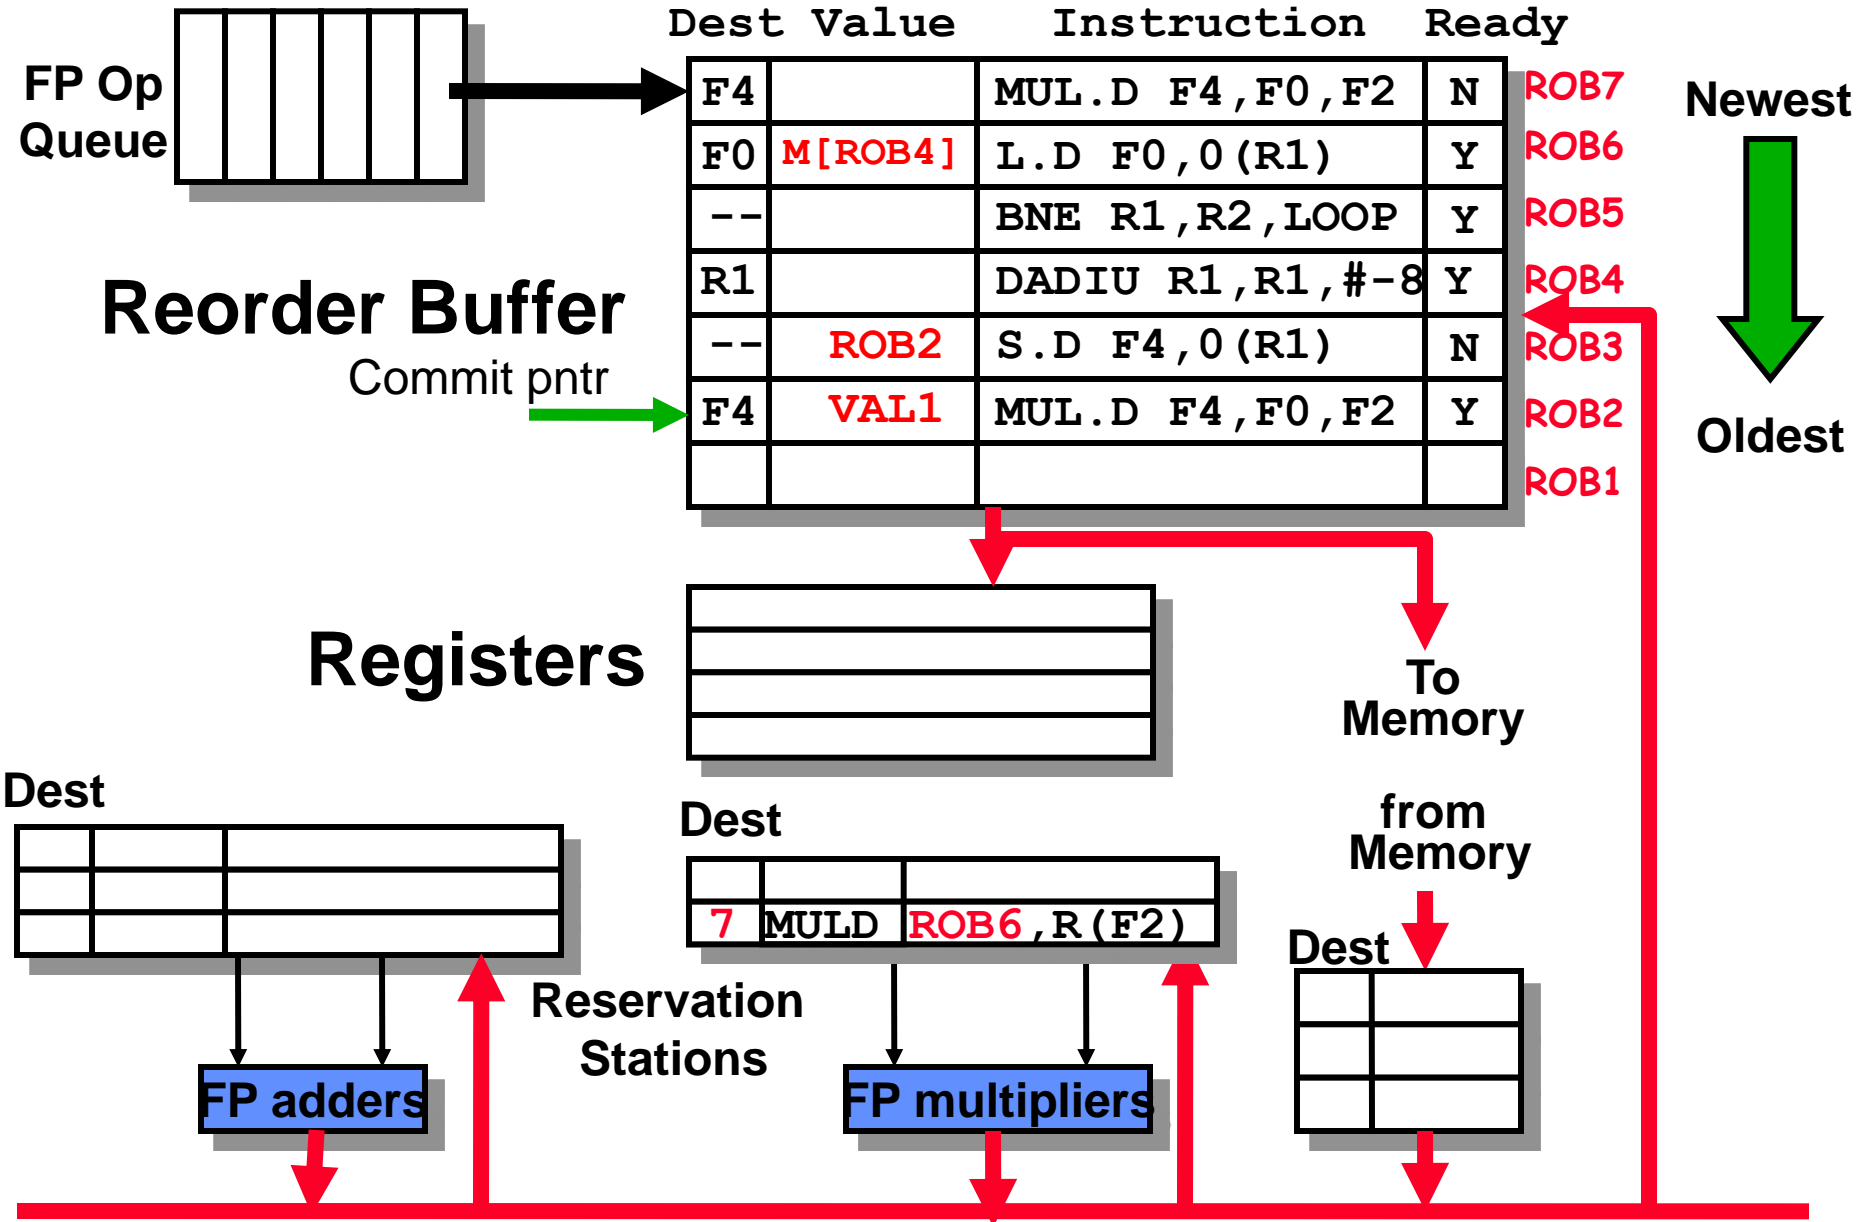 Dest Value Instruction Ready
FP Op
Queue
F4 MUL.D F4,F0,F2 N ROB7
F0 M[ROB4] L.D F0,0(R1) Y ROB6
-- BNE R1,R2,LOOP Y ROB5
R1 DADIU R1,R1,#-8 Y ROB4
-- ROB2 S.D F4,0(R1) N ROB3
F4 VAL1 MUL.D F4,F0,F2 Y ROB2
ROB1
Newest
Oldest
Reorder Buffer
Commit pntr
Registers
To
Memory
Dest
Dest
from
Memory
7 MULD ROB6,R(F2)
Dest
Reservation
Stations
FP adders
FP multipliers